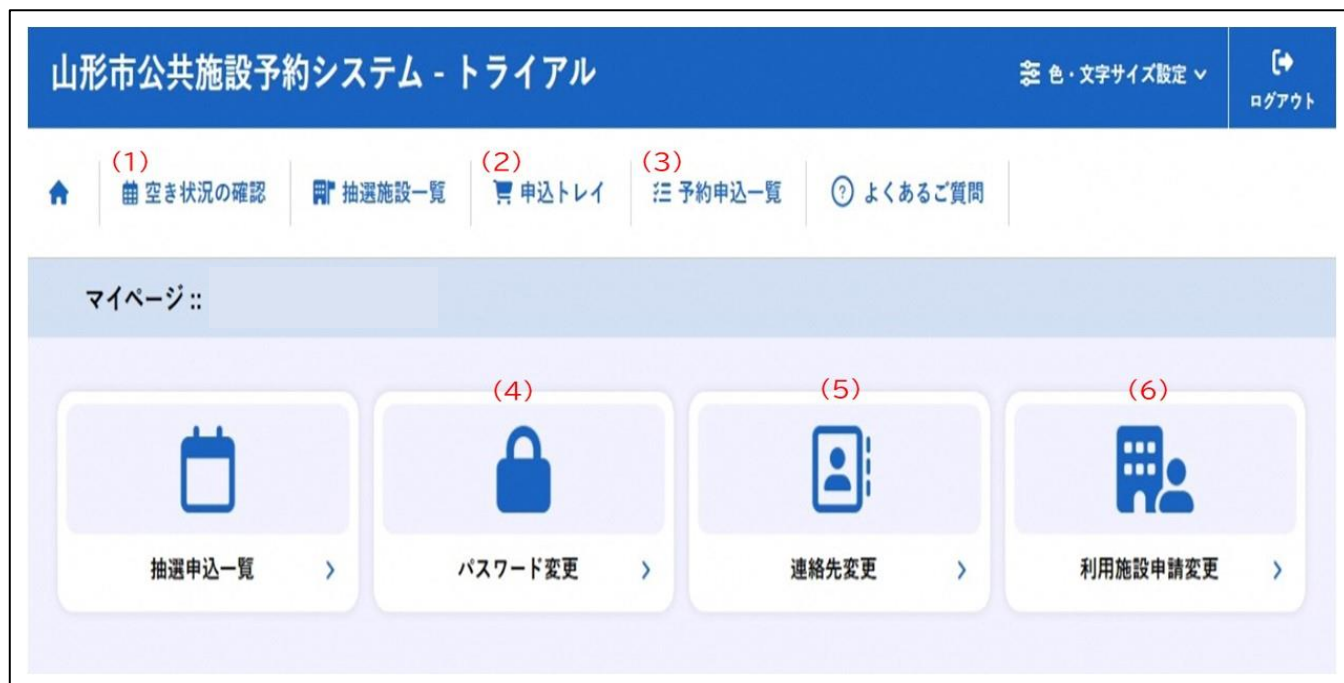 山形市公共施設予約システム - トライアル
色・文字サイズ設定
ログアウト
(1) (2) (3)
空き状況の確認 抽選施設一覧 申込トレイ 予約申込一覧 ? よくあるご質問
マイページ ::
(4) (5) (6)
抽選申込一覧 パスワード変更 連絡先変更 利用施設申請変更